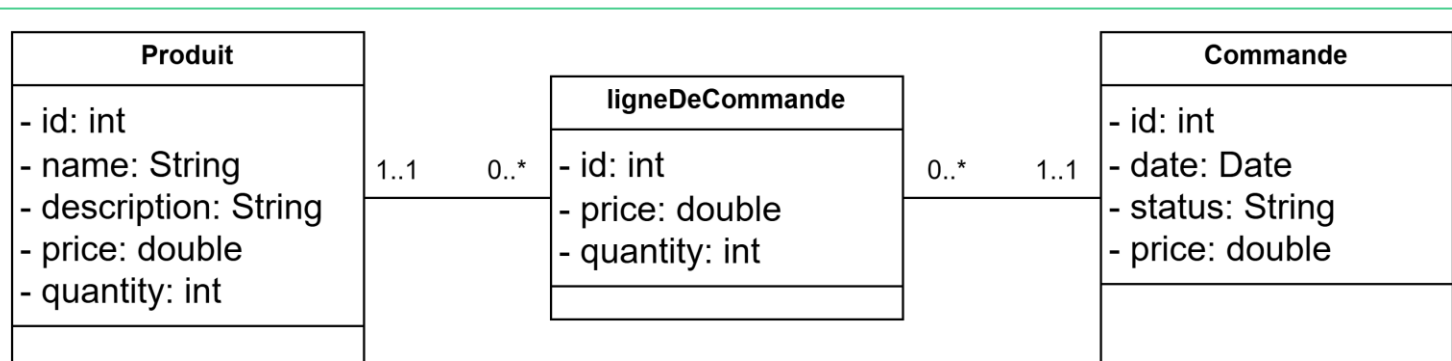 Produit
- id: int
- name: String
- description: String
- price: double
- quantity: int
1..1
0..*
ligneDeCommande
- id: int
- price: double
- quantity: int
0..*
1..1
Commande
- id: int
- date: Date
- status: String
- price: double